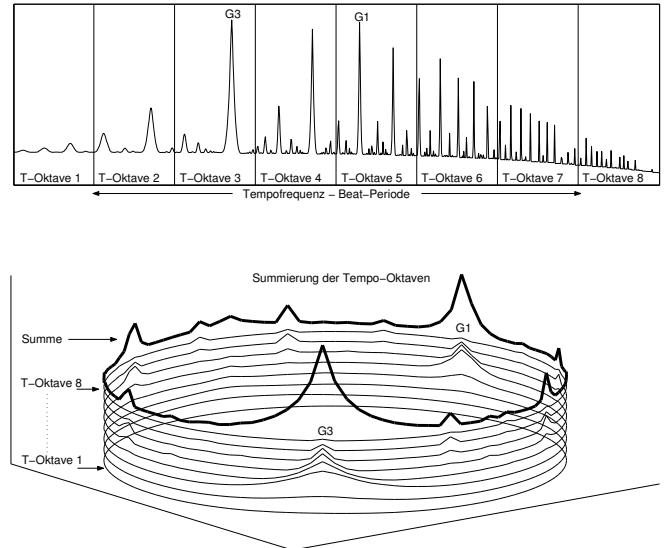 G3 G1
T-Oktave 1 T-Oktave 2 T-Oktave 3 T-Oktave 4 T-Oktave 5 T-Oktave 6 T-Oktave 7 T-Oktave 8
Tempofrequenz - Beat-Periode
Summierung der Tempo-Oktaven
G1
Summe
T-Oktave 8
G3
T-Oktave 1